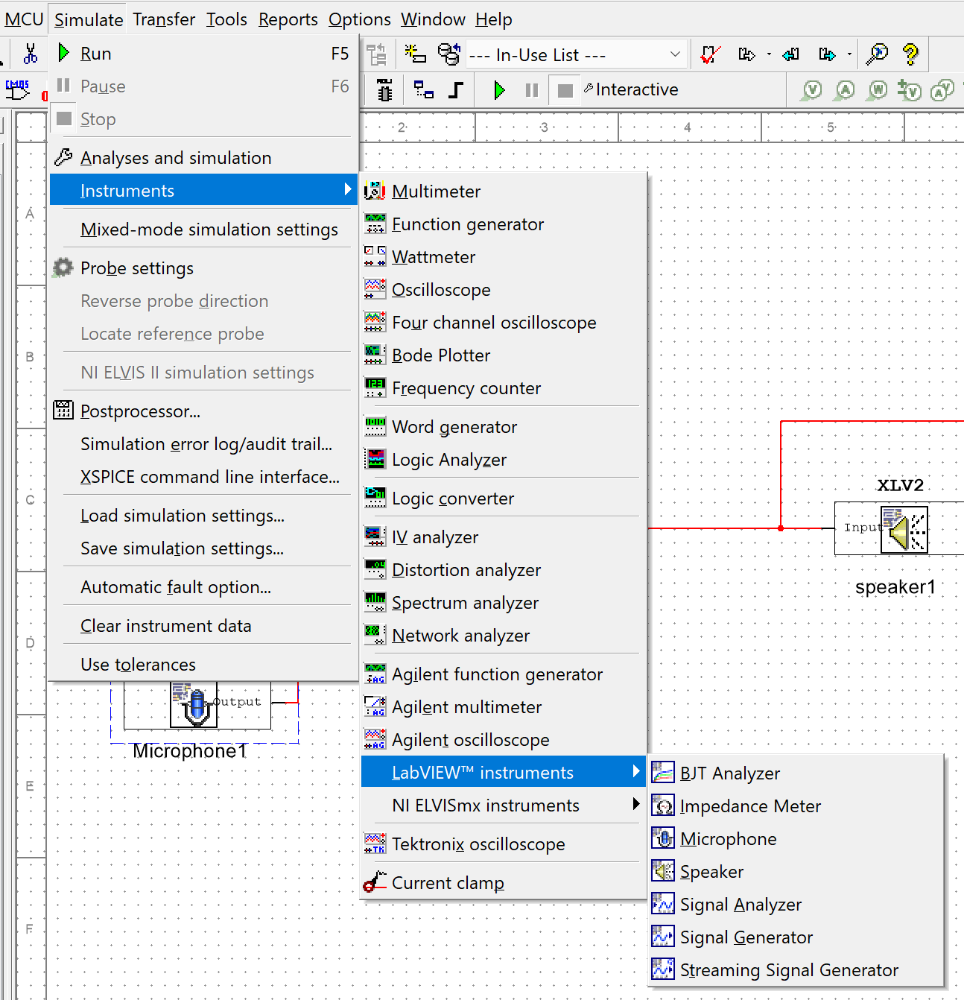 MCU Simulate Transfer Tools Reports Options Window Help
Run F5
--- In-Use List ---
CMOS
Pause F6
Interactive
V A W V A V
Stop
2 3 4 5
Analyses and simulation
Instruments
Mixed-mode simulation settings
Probe settings
Reverse probe direction
Locate reference probe
NI ELVIS II simulation settings
Postprocessor...
Simulation error log/audit trail...
XSPICE command line interface...
Load simulation settings...
Save simulation settings...
Automatic fault option...
Clear instrument data
Use tolerances
Multimeter
Function generator
Wattmeter
Oscilloscope
Four channel oscilloscope
Bode Plotter
Frequency counter
Word generator
Logic Analyzer
Logic converter
IV analyzer
Distortion analyzer
Spectrum analyzer
Network analyzer
Agilent function generator
Agilent multimeter
Agilent oscilloscope
LabVIEW™ instruments
NI ELVISmx instruments
Tektronix oscilloscope
Current clamp
BJT Analyzer
Impedance Meter
Microphone
Speaker
Signal Analyzer
Signal Generator
Streaming Signal Generator
A
B
C
D
E
F
XLV2
Input
speaker1
Output
Microphone1